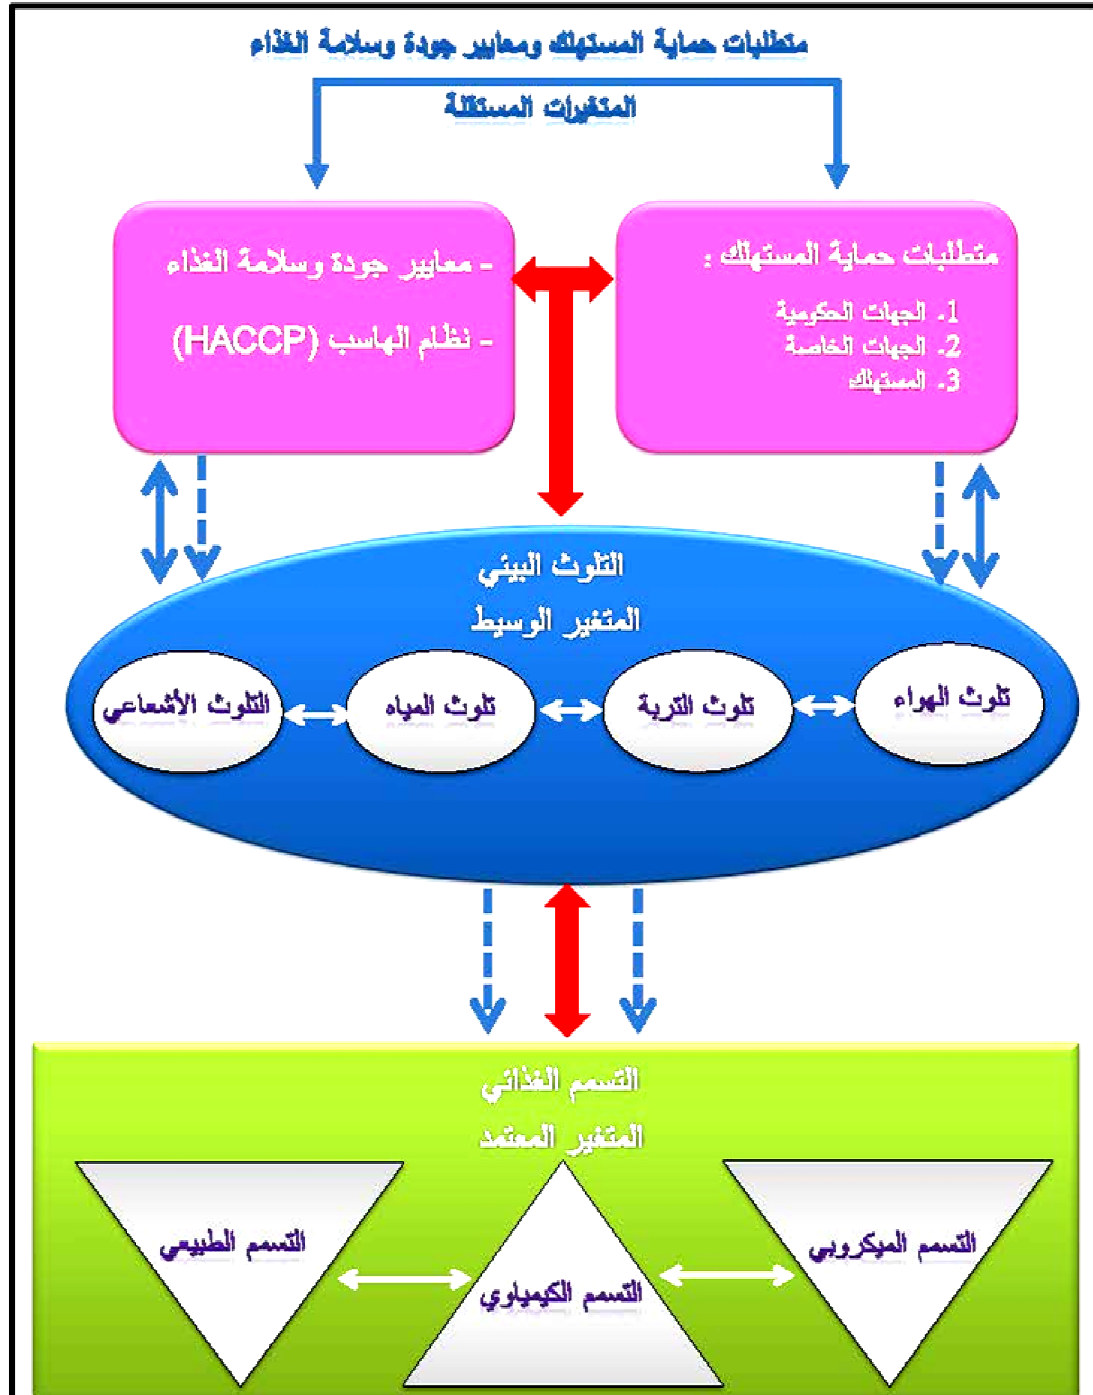 متطلبات حماية المستهلك ومعايير جودة وسلامة الغذاء
المتغيرات المستقلة
متطلبات حماية المستهلك :
1. الجهات الحكومية
2. الجهات الخاصة
3. المستهلك
- معايير جودة وسلامة الغذاء
- نظام الهاسب (HACCP)
التلوث البيئي
المتغير الوسيط
تلوث الهواء
تلوث التربة
تلوث المياه
التلوث الأشعاعي
التسمم الغذائي
المتغير المعتمد
التسمم الميكروبي
التسمم الكيمياوي
التسمم الطبيعي